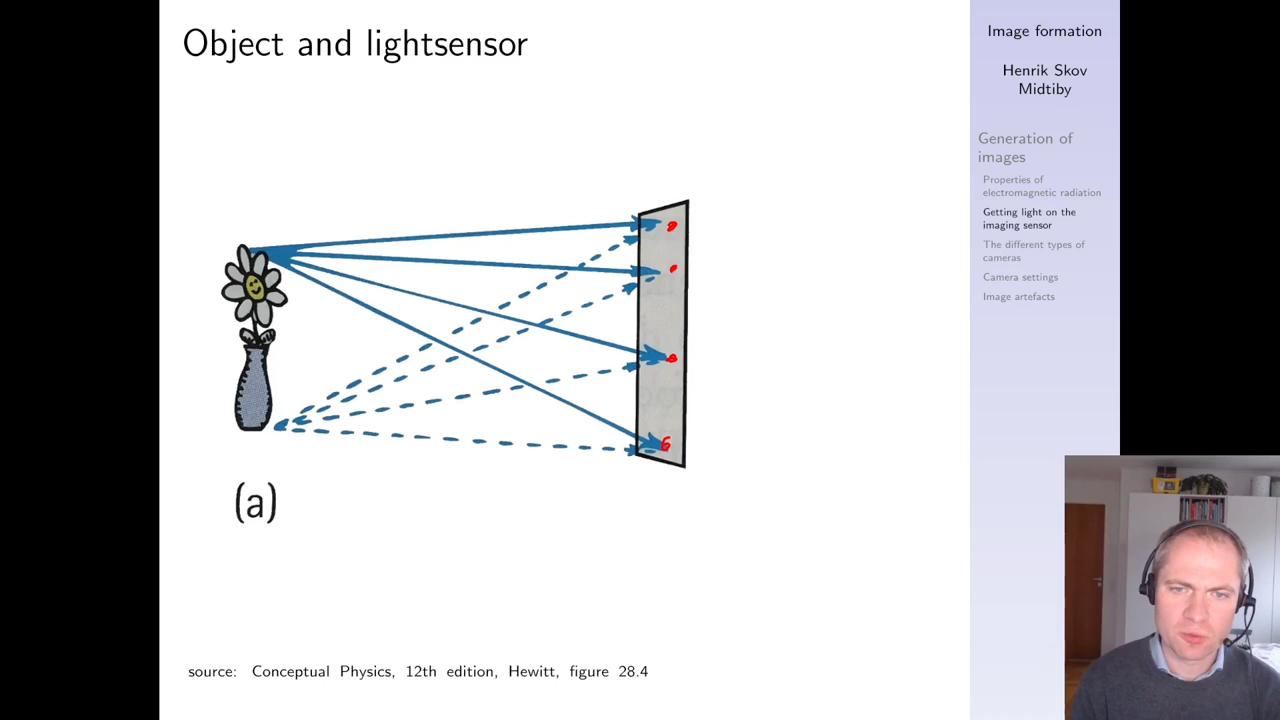 Object and lightsensor
(a)
source: Conceptual Physics, 12th edition, Hewitt, figure 28.4
Image formation
Henrik Skov
Midtiby
Generation of
images
Properties of
electromagnetic radiation
Getting light on the
imaging sensor
The different types of
cameras
Camera settings
Image artefacts